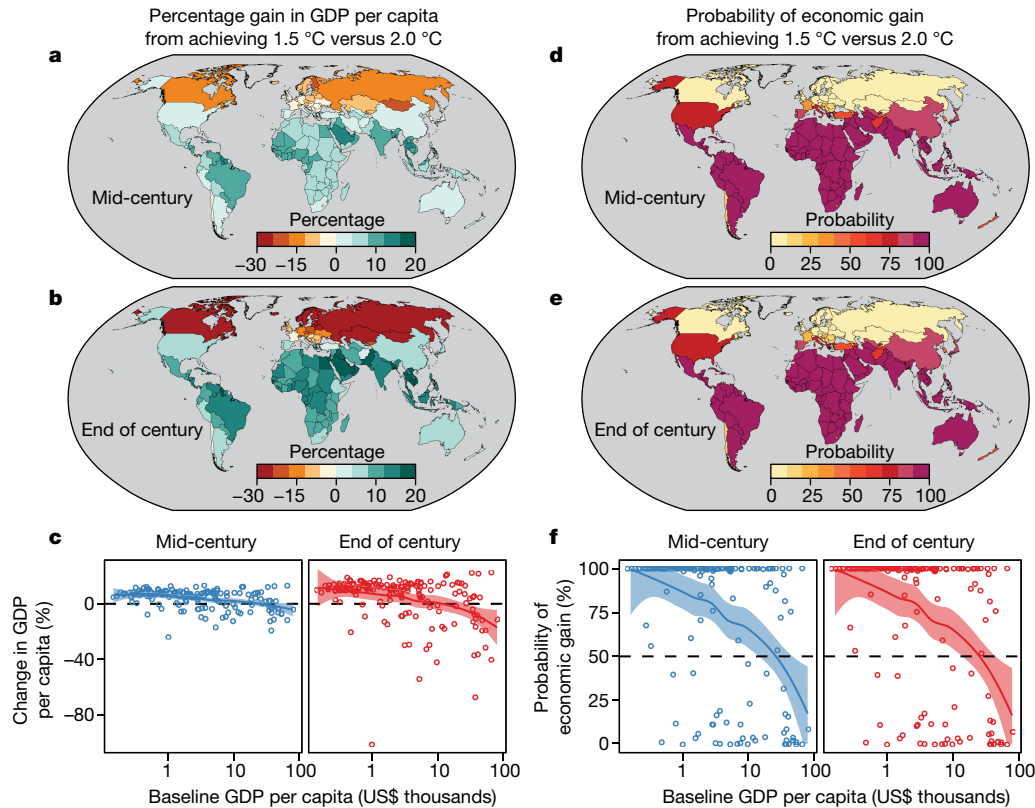 Percentage gain in GDP per capita
from achieving 1.5 °C versus 2.0 °C
a
Mid-century
Percentage
−30 −15 0 10 20
b
End of century
Percentage
−30 −15 0 10 20
c
Mid-century
End of century
Change in GDP
per capita (%)
0
−40
−80
1 10 100
1 10 100
Baseline GDP per capita (US$ thousands)
Probability of economic gain
from achieving 1.5 °C versus 2.0 °C
d
Mid-century
Probability
0 25 50 75 100
e
End of century
Probability
0 25 50 75 100
f
Mid-century
End of century
Probability of
economic gain (%)
100
75
50
25
0
1 10 100
1 10 100
Baseline GDP per capita (US$ thousands)